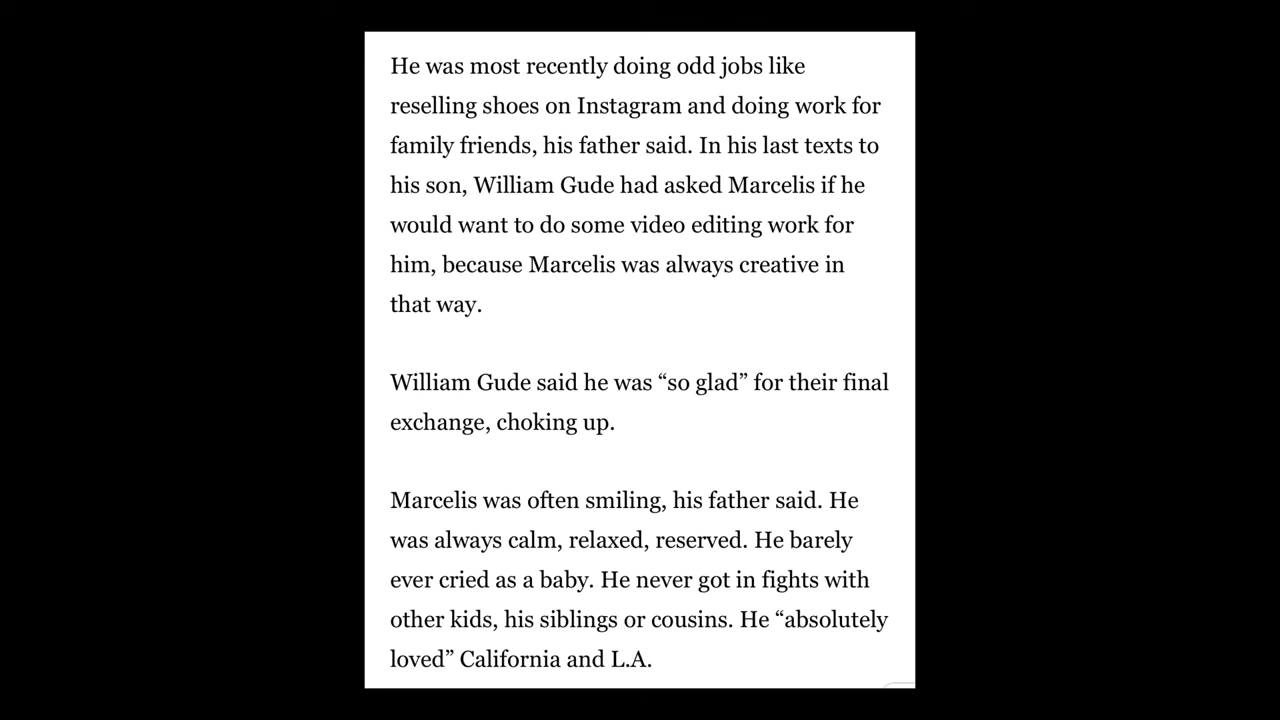 He was most recently doing odd jobs like
reselling shoes on Instagram and doing work for
family friends, his father said. In his last texts to
his son, William Gude had asked Marcelis if he
would want to do some video editing work for
him, because Marcelis was always creative in
that way.
William Gude said he was “so glad” for their final
exchange, choking up.
Marcelis was often smiling, his father said. He
was always calm, relaxed, reserved. He barely
ever cried as a baby. He never got in fights with
other kids, his siblings or cousins. He “absolutely
loved” California and L.A.